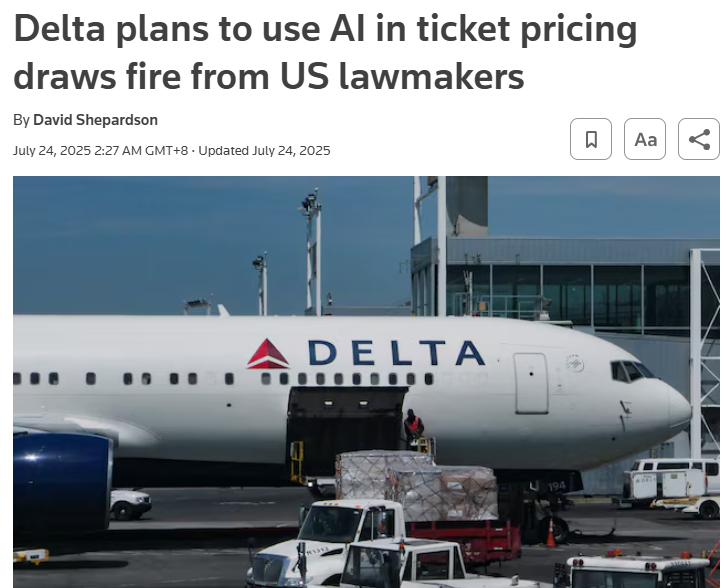 Delta plans to use AI in ticket pricing
draws fire from US lawmakers
By David Shepardson
July 24, 2025 2:27 AM GMT+8 · Updated July 24, 2025
Aa
DELTA
194